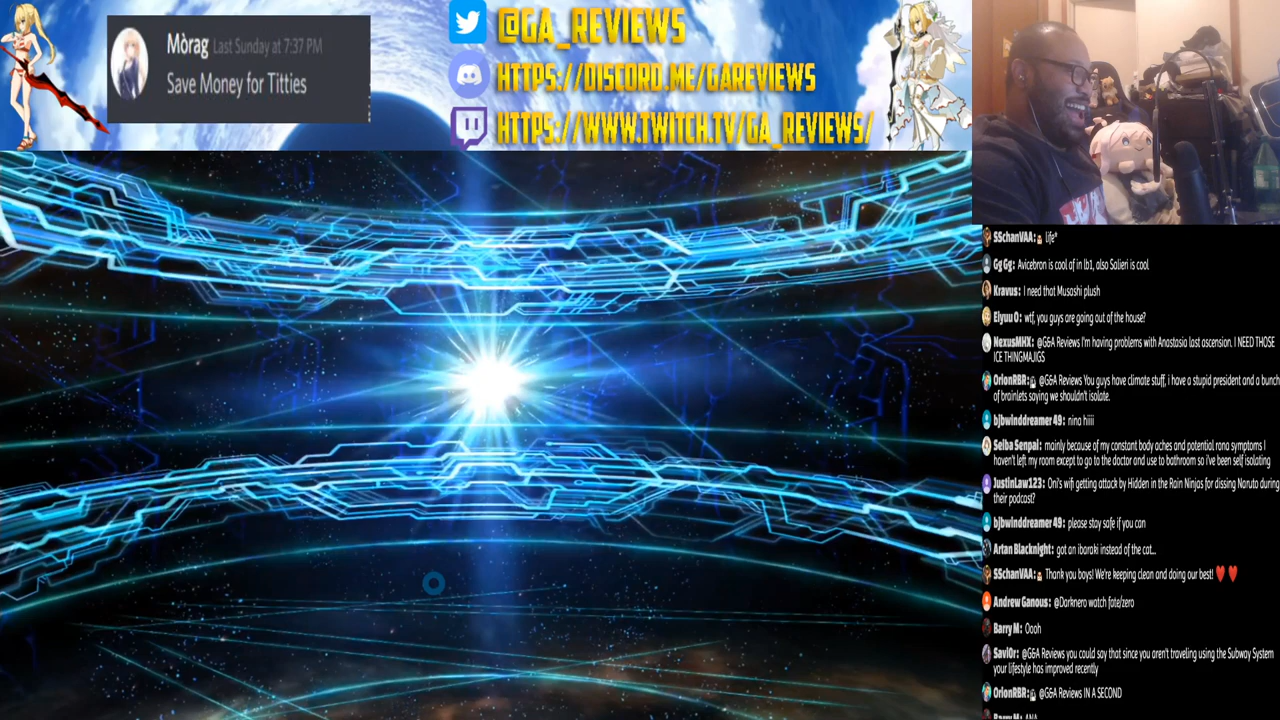 Mòrag Last Sunday at 7:37 PM
Save Money for Titties
@GA_REVIEWS
HTTPS://DISCORD.ME/GAREVIEWS
HTTPS://WWW.TWITCH.TV/GA_REVIEWS/
SSchanVAA: life*
Gg Gg: Avicebron is cool af in lb1, also Salieri is cool
Kravus: I need that Musashi plush
Elyuu O: wtf, you guys are going out of the house?
NexusMHX: @G&A Reviews I'm having problems with Anastasia last ascension. I NEED THOSE
ICE THINGMAJIGS
OrionRBR: @G&A Reviews You guys have climate stuff, i have a stupid president and a bunch
of brainlets saying we shouldn't isolate.
bjbwinddreamer 49: nina hiiii
Seiba Senpai: mainly because of my constant body aches and potential rona symptoms I
haven't left my room except to go to the doctor and use to bathroom so i've been self isolating
JustinLaw123: Oni's wifi getting attack by Hidden in the Rain Ninjas for dissing Naruto during
their podcast?
bjbwinddreamer 49: please stay safe if you can
Artan Blacknight: got an ibaraki instead of the cat...
SSchanVAA: Thank you boys! We're keeping clean and doing our best! ❤️ ❤️
Andrew Ganous: @Darknero watch fate/zero
Barry M: Oooh
Savi0r: @G&A Reviews you could say that since you aren't traveling using the Subway System
your lifestyle has improved recently
OrionRBR: @G&A Reviews IN A SECOND